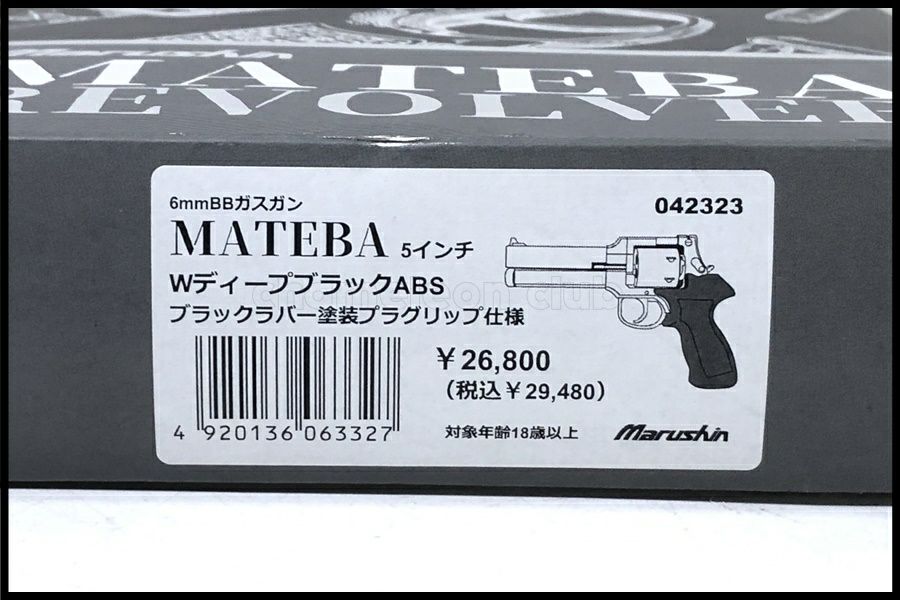 MATEBA
REVOLVER
6mmBBガスガン
042323
MATEBA 5インチ
WディープブラックABS
ブラックラバー塗装プラグリップ仕様
chameleon club
￥26,800
（税込￥29,480）
4 920136 063327
対象年齢18歳以上
Marushin